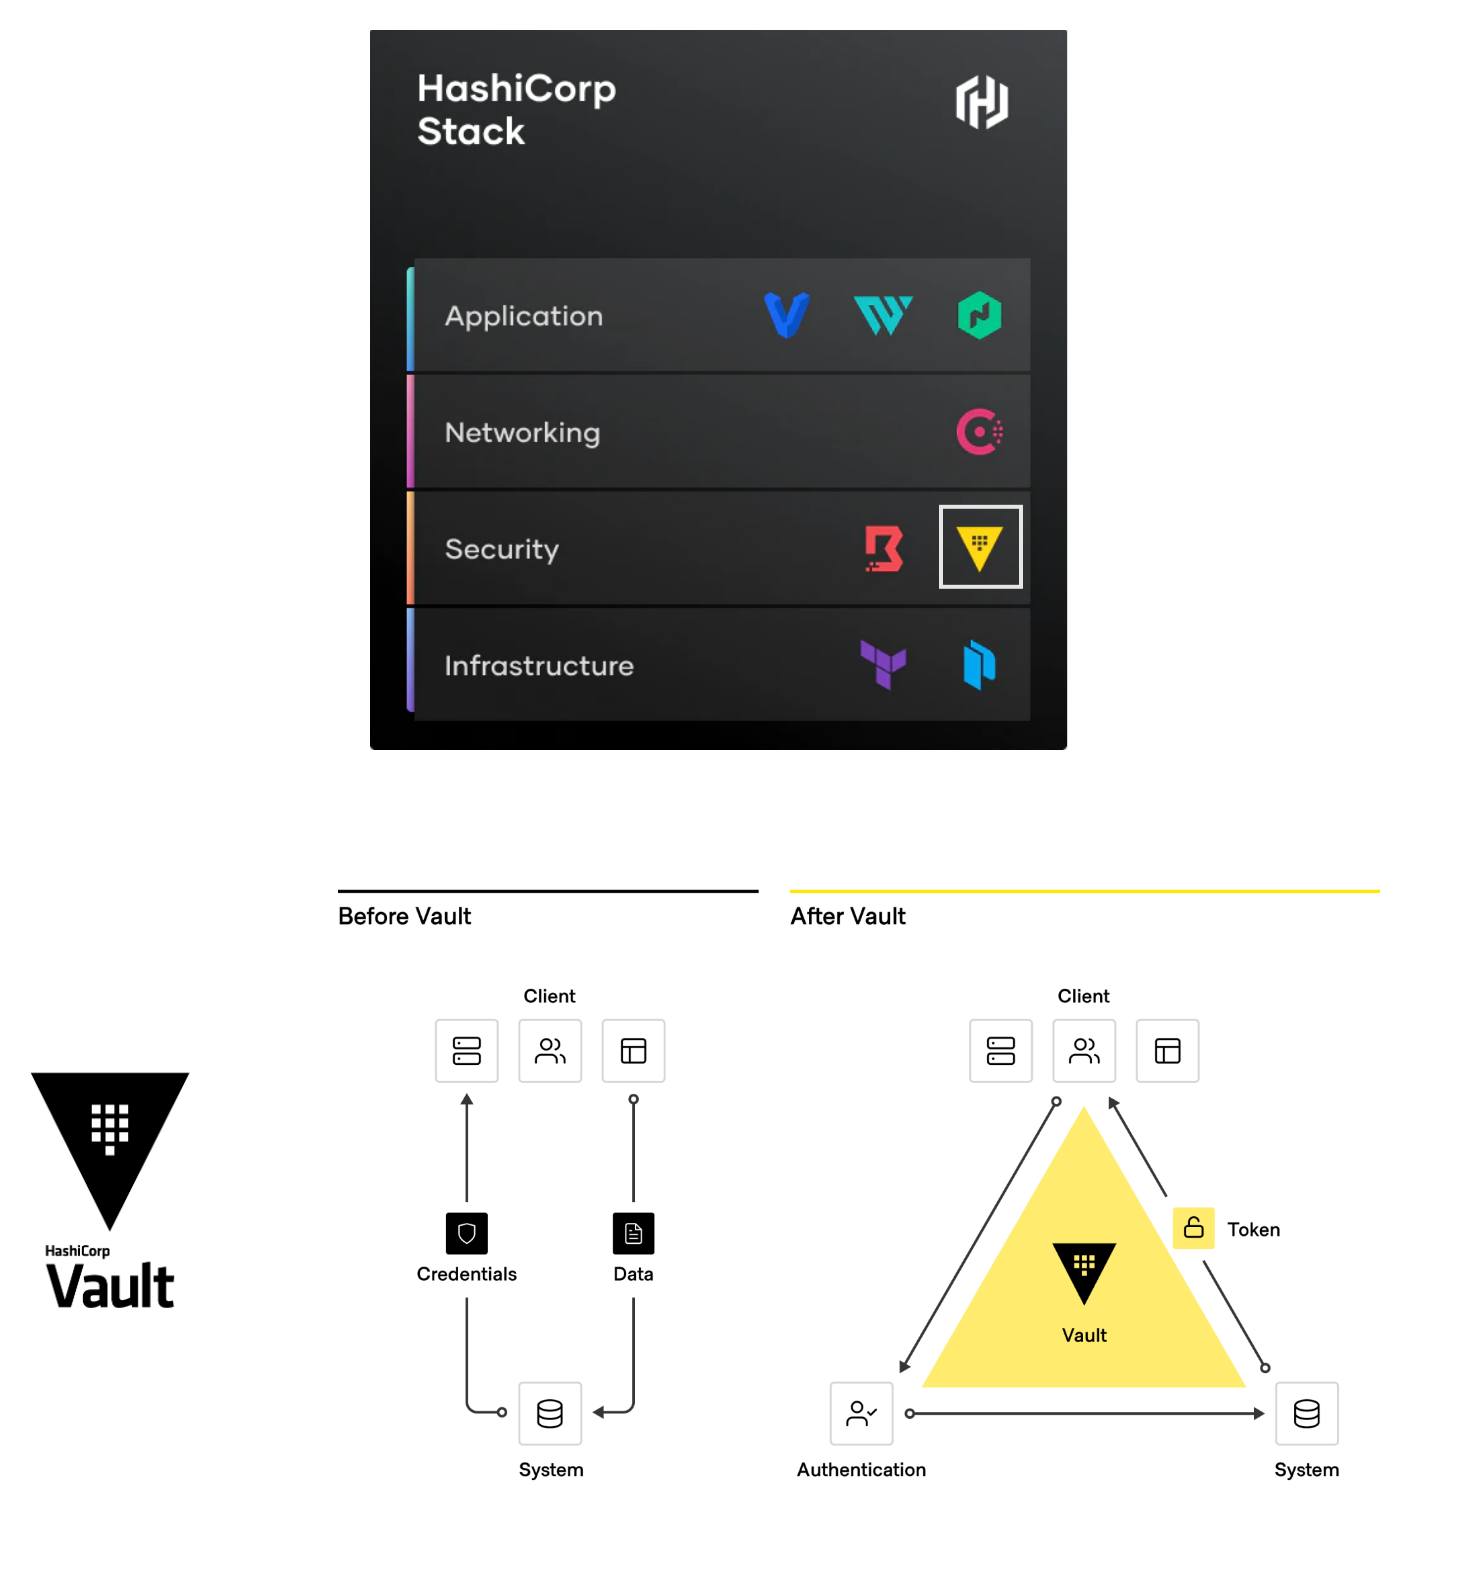 HashiCorp
Stack
Application
Networking
Security
Infrastructure
Before Vault
After Vault
Client
Client
HashiCorp
Vault
Credentials
Data
Token
Vault
System
Authentication
System